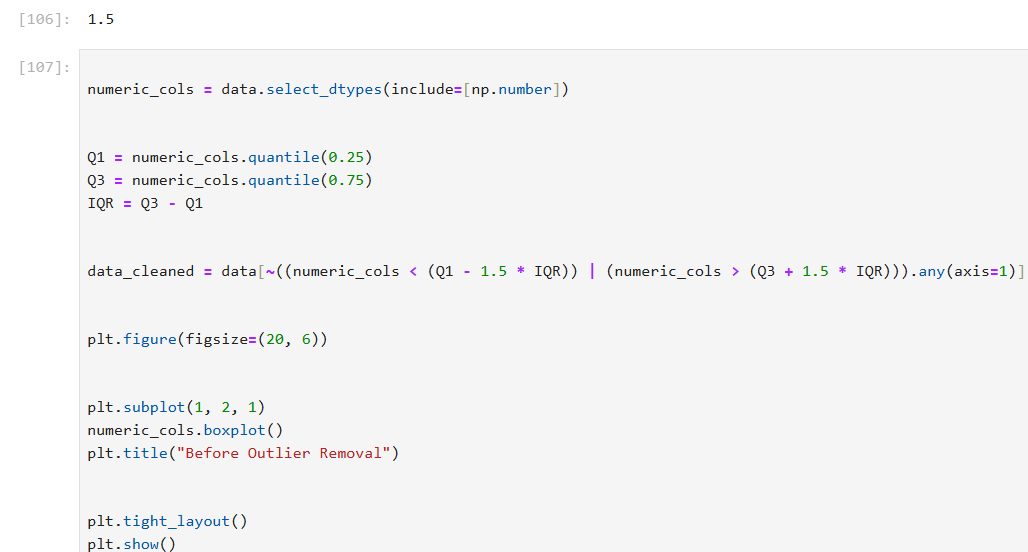 [106]: 1.5
[107]:
numeric_cols = data.select_dtypes(include=[np.number])
Q1 = numeric_cols.quantile(0.25)
Q3 = numeric_cols.quantile(0.75)
IQR = Q3 - Q1
data_cleaned = data[~((numeric_cols < (Q1 - 1.5 * IQR)) | (numeric_cols > (Q3 + 1.5 * IQR))).any(axis=1)]
plt.figure(figsize=(20, 6))
plt.subplot(1, 2, 1)
numeric_cols.boxplot()
plt.title("Before Outlier Removal")
plt.tight_layout()
plt.show()